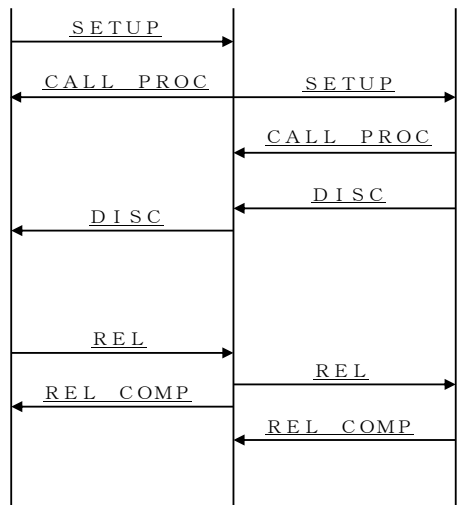 SETUP
CALL PROC
SETUP
CALL PROC
DISC
DISC
REL
REL
REL COMP
REL COMP